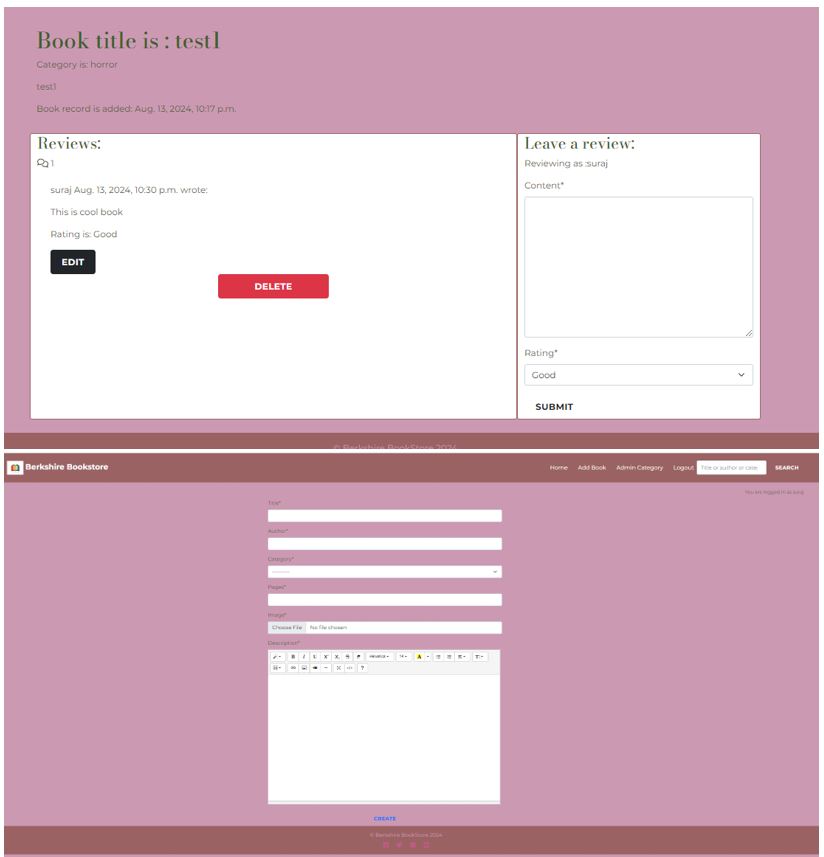 Book title is : test1
Category is: horror
test1
Book record is added: Aug. 13, 2024, 10:17 p.m.
Reviews:
1
suraj Aug. 13, 2024, 10:30 p.m. wrote:
This is cool book
Rating is: Good
EDIT
DELETE
Leave a review:
Reviewing as :suraj
Content*
Rating*
Good
SUBMIT
© Berkshire BookStore 2024
Berkshire Bookstore
Home Add Book Admin Category Logout Title or author or cate SEARCH
You are logged in as suraj
Title*
Author*
Category*
---------
Pages*
Image*
Choose File No file chosen
Description*
CREATE
© Berkshire BookStore 2024